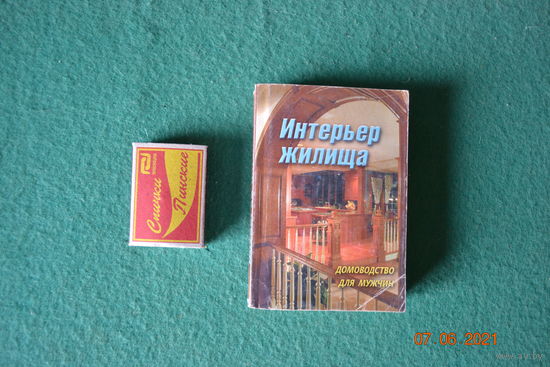 Спички
Пинские
Интерьер
жилища
ДОМОВОДСТВО
ДЛЯ МУЖЧИН
07.06.2021